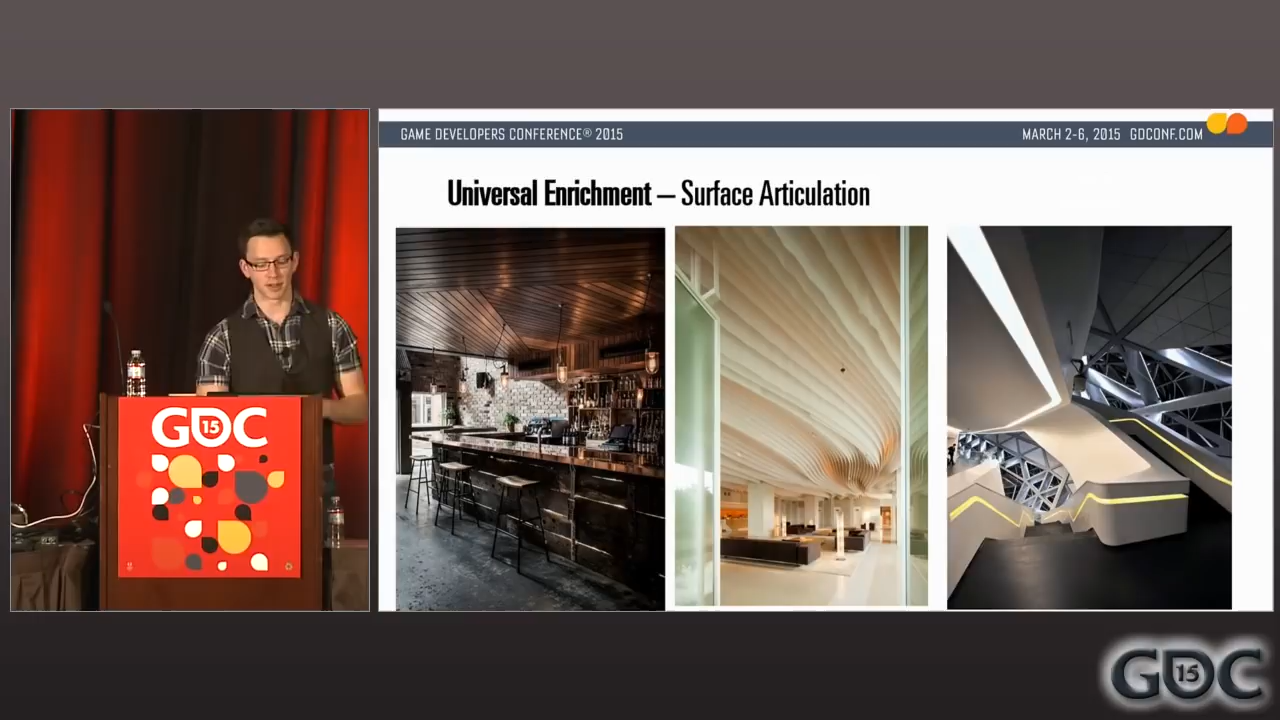 GAME DEVELOPERS CONFERENCE® 2015
MARCH 2-6, 2015 GDCONF.COM
Universal Enrichment – Surface Articulation
GDC
15
GDC
15